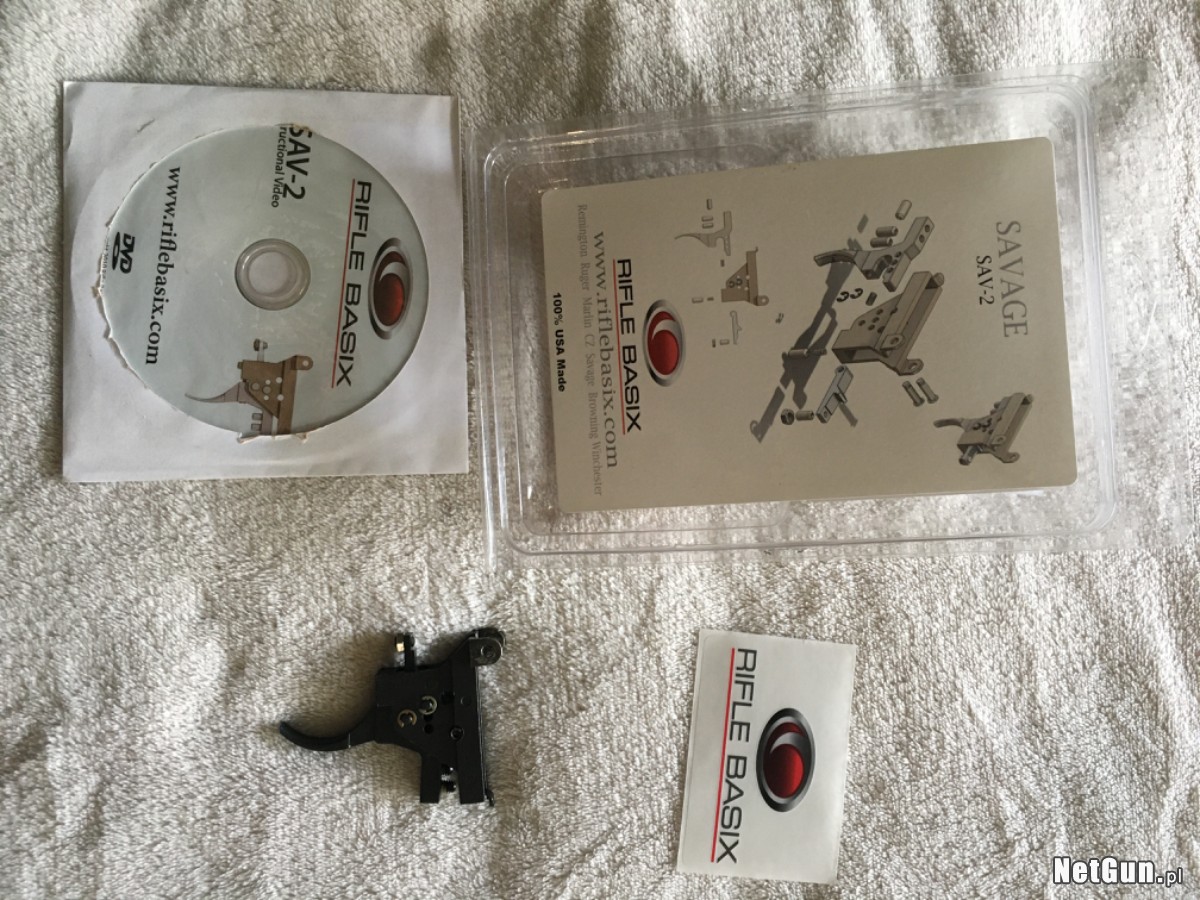 SAV-2
ructional Video
RIFLE BASIX
www.riflebasix.com
DVD
SAVAGE
SAV-2
RIFLE BASIX
www.riflebasix.com
Remington Ruger Marlin CZ Savage Browning Winchester
100% USA Made
RIFLE BASIX
NetGun.pl